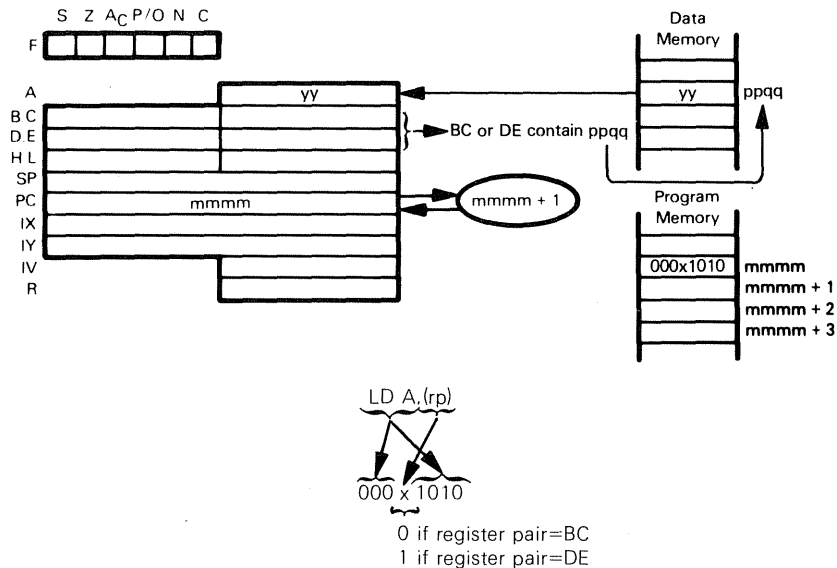 S Z AC P/O N C
F
Data
Memory
A
yy
yy
ppqq
B C
D.E
BC or DE contain ppqq
H L
SP
PC
mmmm
mmmm + 1
Program
Memory
IX
IY
IV
R
000x1010
mmmm
mmmm + 1
mmmm + 2
mmmm + 3
LD A,(rp)
000 x 1010
0 if register pair=BC
1 if register pair=DE